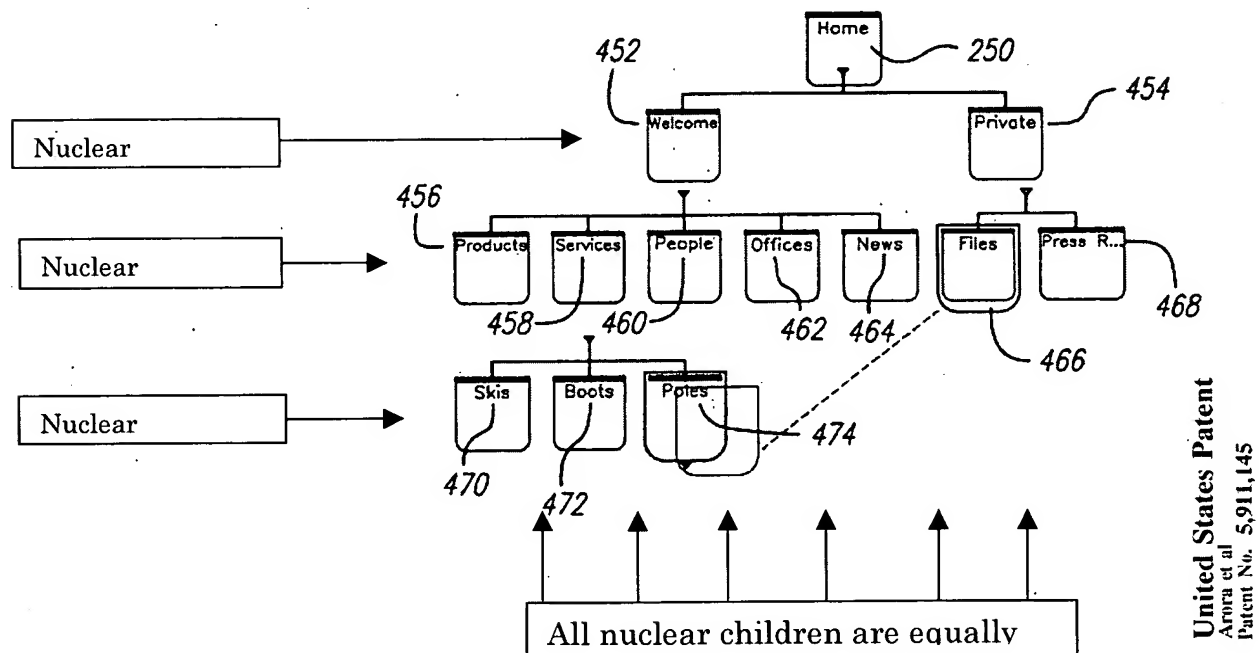 Home
250
452
454
Welcome
Private
Nuclear
456
Products
Services
People
Offices
News
Files
Press R...
Nuclear
458
460
462
464
466
468
Skis
Boots
Poles
Nuclear
470
472
474
All nuclear children are equally
United States Patent
Arora et al
Patent No. 5,911,145